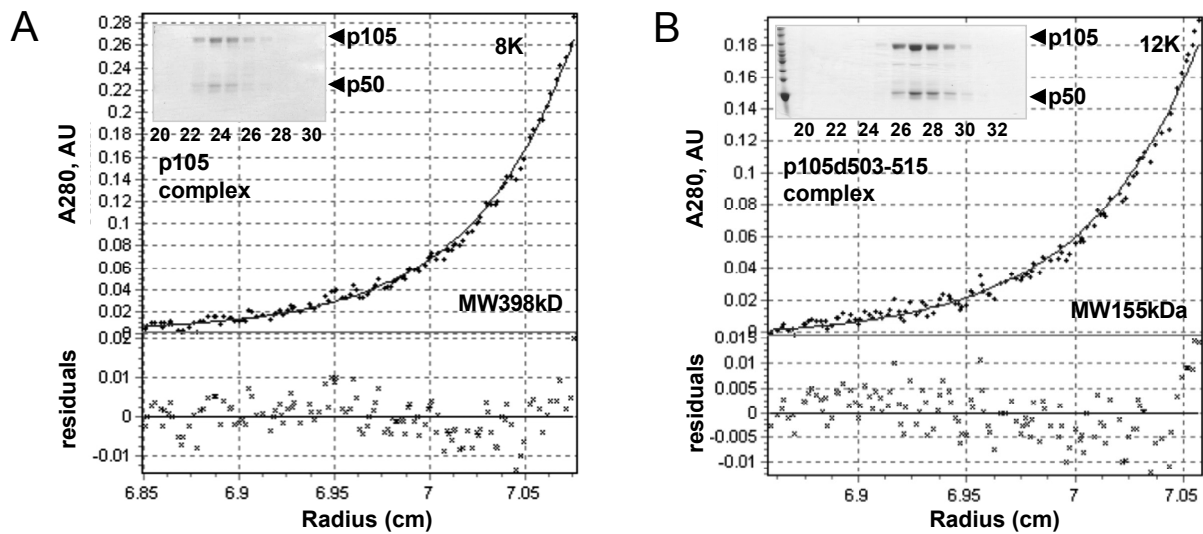 A
A280, AU
0.28
0.26
0.24
0.22
0.2
0.18
0.16
0.14
0.12
0.1
0.08
0.06
0.04
0.02
0
8K
p105
p50
20 22 24 26 28 30
p105
complex
MW398kD
residuals
0.02
0.01
0
-0.01
6.85 6.9 6.95 7 7.05
Radius (cm)
B
A280, AU
0.18
0.16
0.14
0.12
0.1
0.08
0.06
0.04
0.02
0
12K
p105
p50
20 22 24 26 28 30 32
p105d503-515
complex
MW155kDa
residuals
0.015
0.01
0.005
0
-0.005
-0.01
6.9 6.95 7 7.05
Radius (cm)